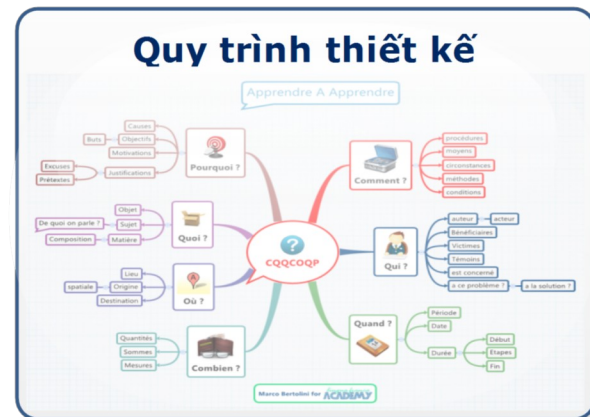 Quy trình thiết kế
Apprendre A Apprendre
Causes
Buts
Objectifs
Motivations
Excuses
Prétextes
Justifications
Pourquoi ?
Objet
De quoi on parle ?
Sujet
Composition
Matière
Quoi ?
Lieu
spatiale
Origine
Destination
Où ?
Quantités
Sommes
Mesures
Combien ?
CQQCOQP
Comment ?
procédures
moyens
circonstances
méthodes
conditions
Qui ?
auteur
acteur
Bénéficiaires
Victimes
Témoins
est concerné
a ce problème ?
a la solution ?
Quand ?
Période
Date
Durée
Début
Etapes
Fin
Marco Bertolini for
ACADEMY